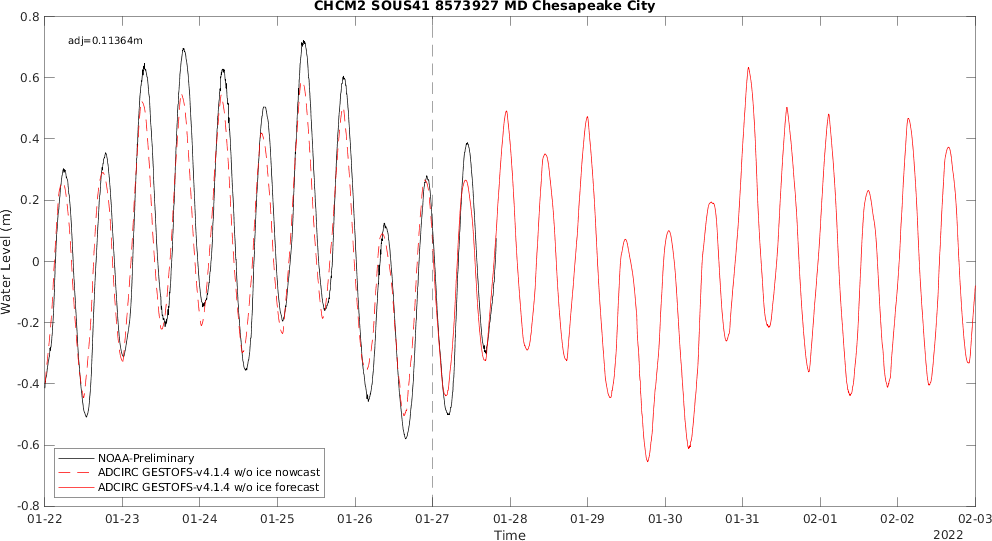 CHCM2 SOUS41 8573927 MD Chesapeake City
adj=0.11364m
0.8
0.6
0.4
0.2
0
-0.2
-0.4
-0.6
-0.8
Water Level (m)
NOAA-Preliminary
ADCIRC GESTOFS-v4.1.4 w/o ice nowcast
ADCIRC GESTOFS-v4.1.4 w/o ice forecast
01-22 01-23 01-24 01-25 01-26 01-27 01-28 01-29 01-30 01-31 02-01 02-02 02-03
Time
2022